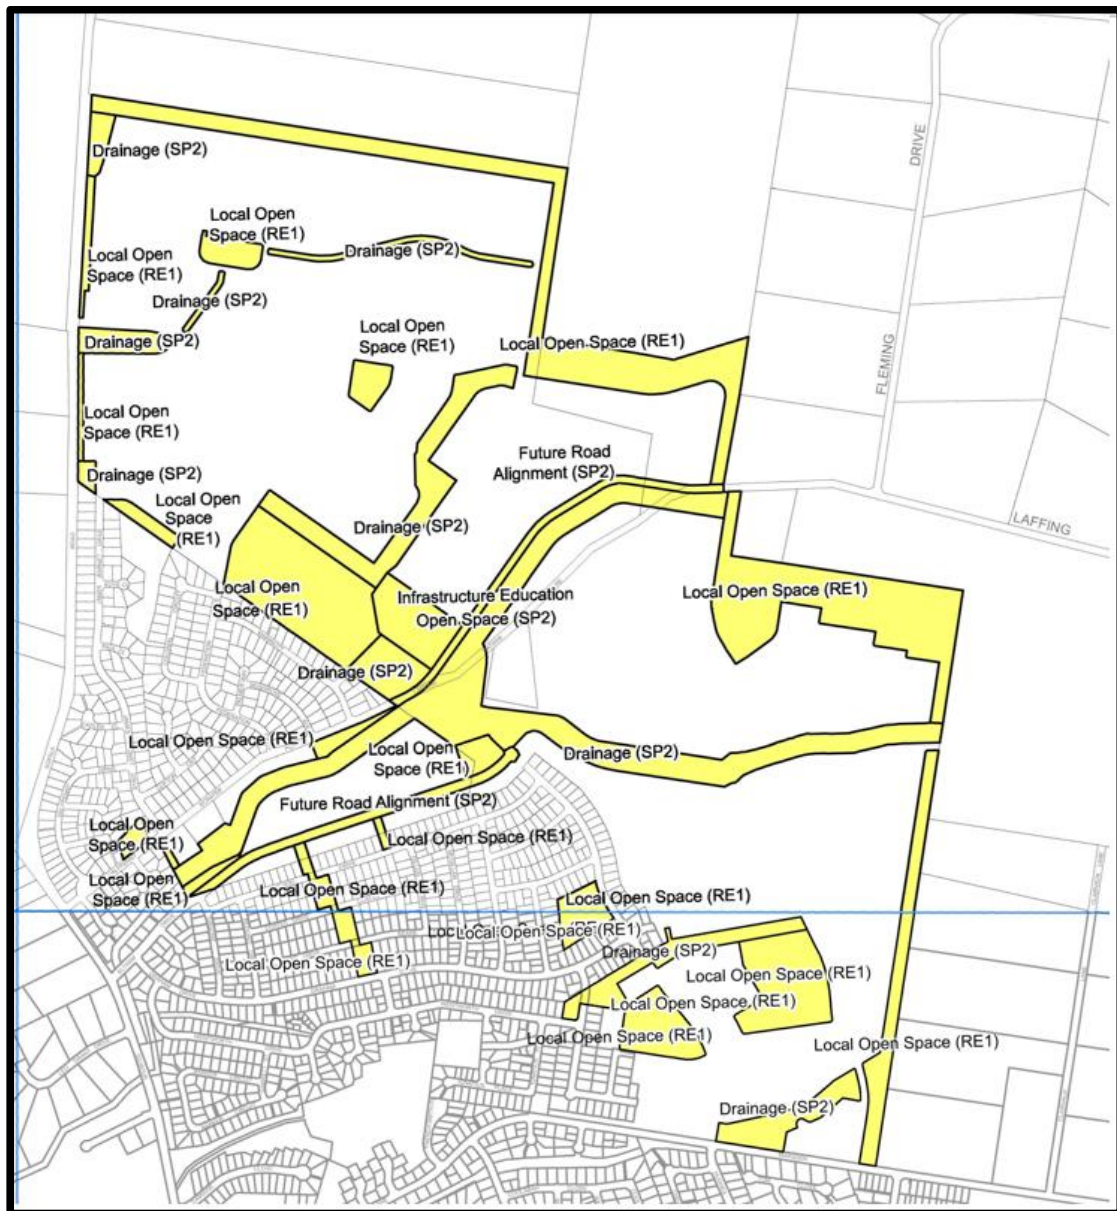 DRIVE
Drainage (SP2)
Local Open
Space (RE1)
Drainage (SP2)
Local Open
Space (RE1)
Drainage (SP2)
Drainage (SP2)
Local Open
Space (RE1)
Local Open Space (RE1)
FLEMING
Local Open
Space (RE1)
Drainage (SP2)
Future Road
Alignment (SP2)
Local Open
Space
(RE1)
Drainage (SP2)
LAFFING
Local Open
Space (RE1)
Infrastructure Education
Open Space (SP2)
Local Open Space (RE1)
Drainage (SP2)
Local Open Space (RE1)
Local Open
Space (RE1)
Drainage (SP2)
Future Road Alignment (SP2)
Local Open
Space (RE1)
Local Open Space (RE1)
Local Open
Space (RE1)
Local Open Space (RE1)
Local Open Space (RE1)
Local Open Space (RE1)
Local Open Space (RE1)
Drainage (SP2)
Local Open Space (RE1)
Local Open Space (RE1)
Local Open Space (RE1)
Local Open Space (RE1)
Drainage (SP2)